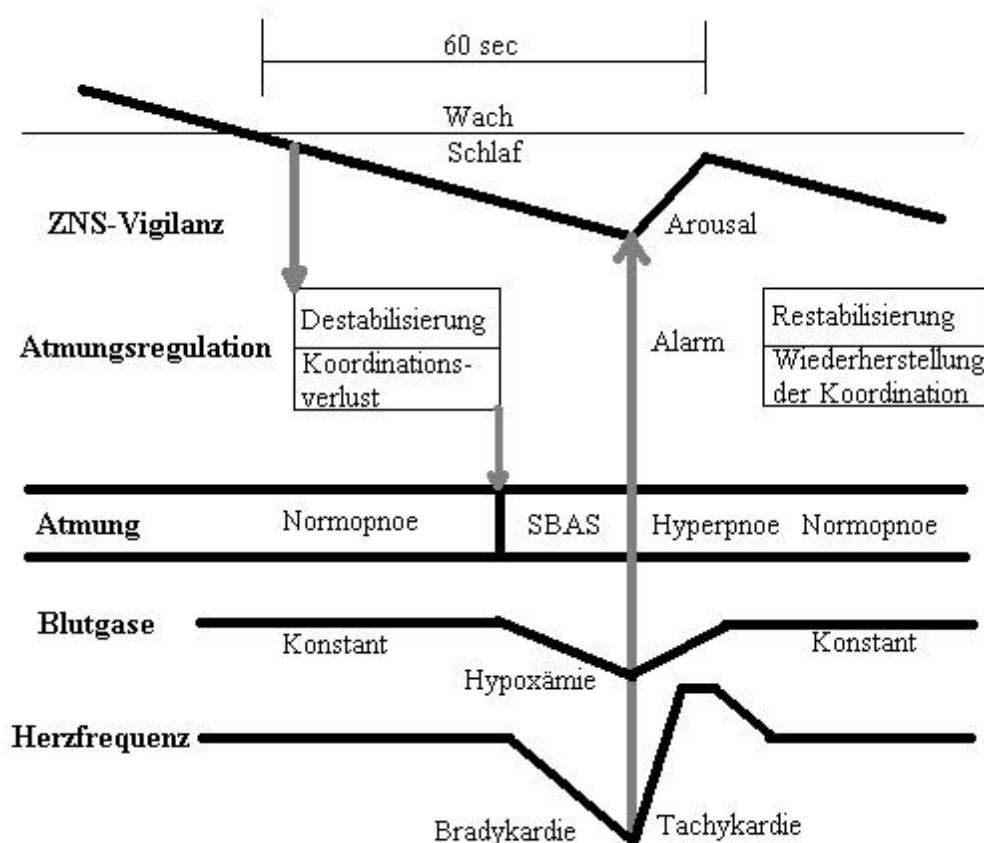 60 sec
Wach
Schlaf
ZNS-Vigilanz
Arousal
Destabilisierung
Koordinations-
verlust
Atmungsregulation
Alarm
Restabilisierung
Wiederherstellung
der Koordination
Atmung
Normopnoe
SBAS
Hyperpnoe
Normopnoe
Blutgase
Konstant
Hypoxämie
Konstant
Herzfrequenz
Bradykardie
Tachykardie